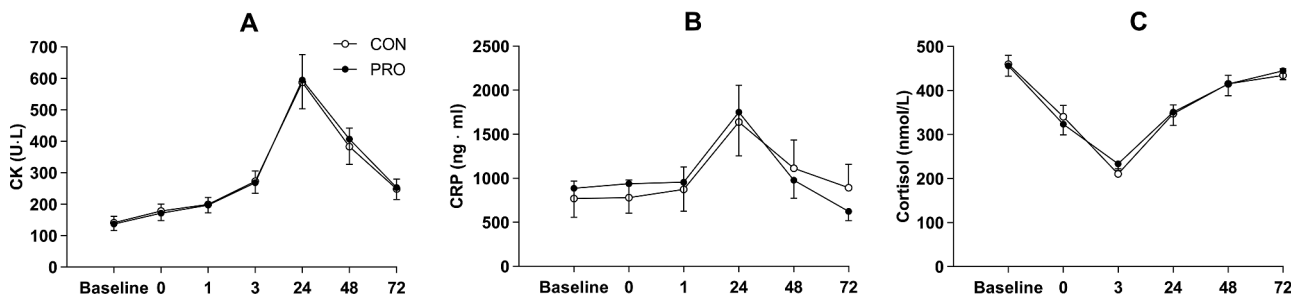 A
CK (U·L)
700
600
500
400
300
200
100
0
CON
PRO
Baseline 0 1 3 24 48 72
B
CRP (ng · ml)
2500
2000
1500
1000
500
0
Baseline 0 1 24 48 72
C
Cortisol (nmol/L)
500
400
300
200
100
0
Baseline 0 3 24 48 72